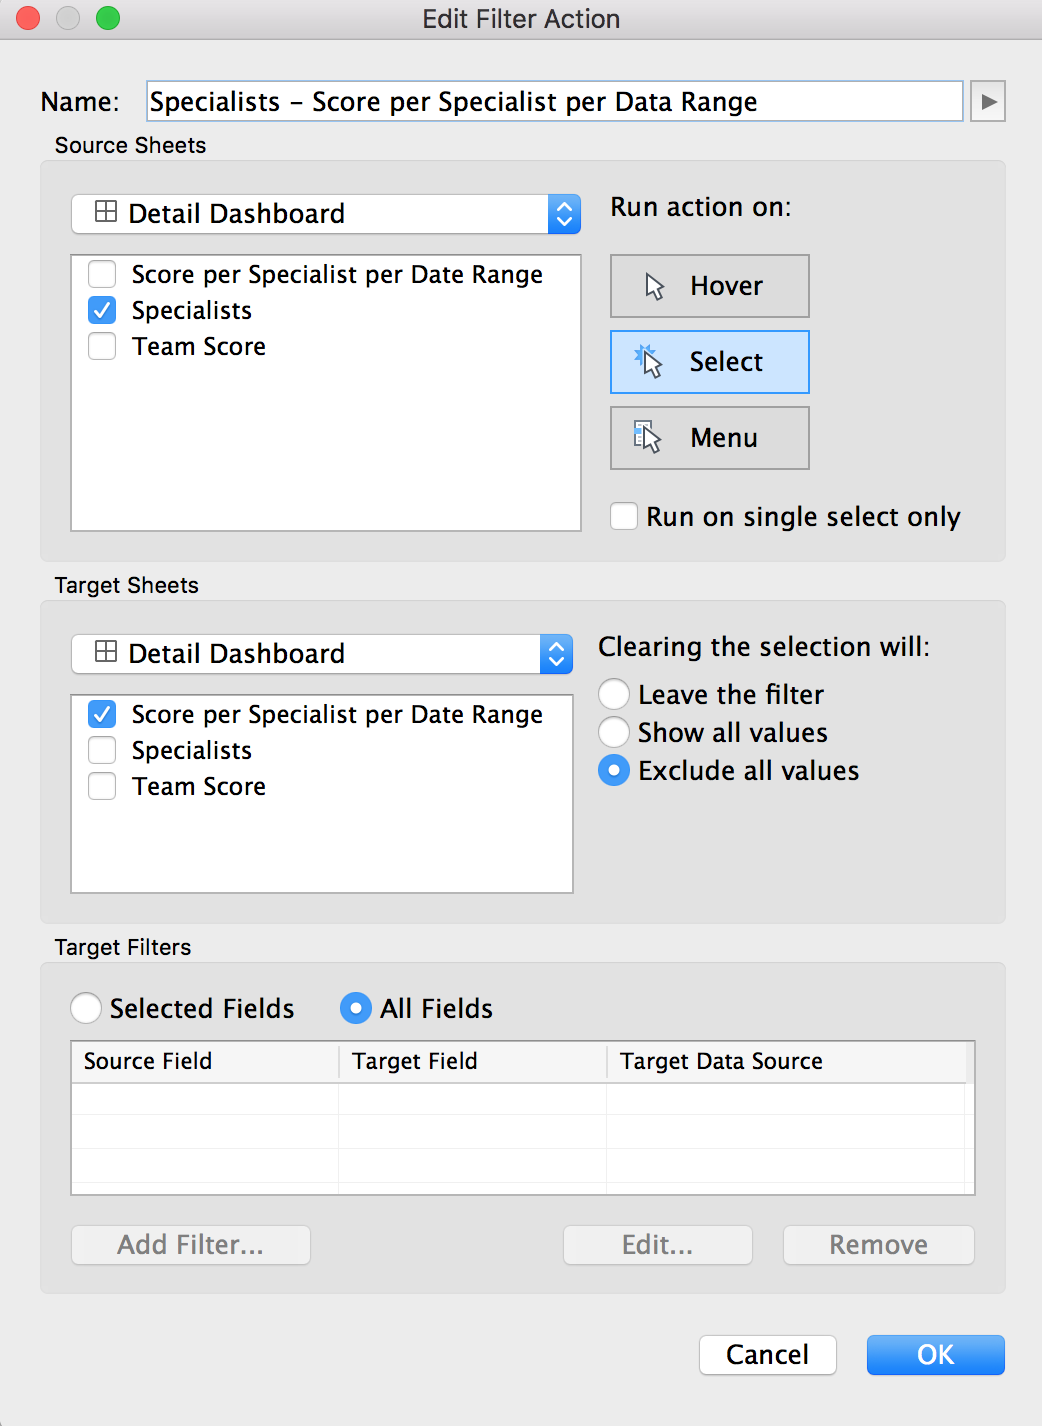 Edit Filter Action
Name: Specialists – Score per Specialist per Data Range
Source Sheets
Detail Dashboard
Score per Specialist per Date Range
Specialists
Team Score
Run action on:
Hover
Select
Menu
Run on single select only
Target Sheets
Detail Dashboard
Score per Specialist per Date Range
Specialists
Team Score
Clearing the selection will:
Leave the filter
Show all values
Exclude all values
Target Filters
Selected Fields All Fields
Source Field Target Field Target Data Source
Add Filter... Edit... Remove
Cancel OK